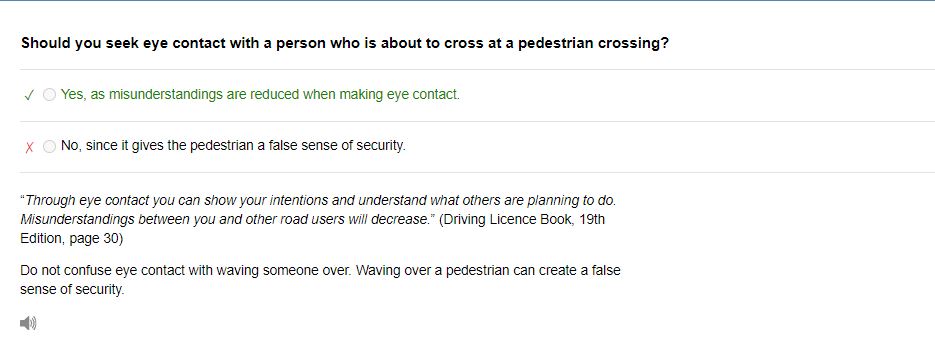 Should you seek eye contact with a person who is about to cross at a pedestrian crossing?
✓ Yes, as misunderstandings are reduced when making eye contact.
X No, since it gives the pedestrian a false sense of security.
“Through eye contact you can show your intentions and understand what others are planning to do.
Misunderstandings between you and other road users will decrease.” (Driving Licence Book, 19th
Edition, page 30)
Do not confuse eye contact with waving someone over. Waving over a pedestrian can create a false
sense of security.